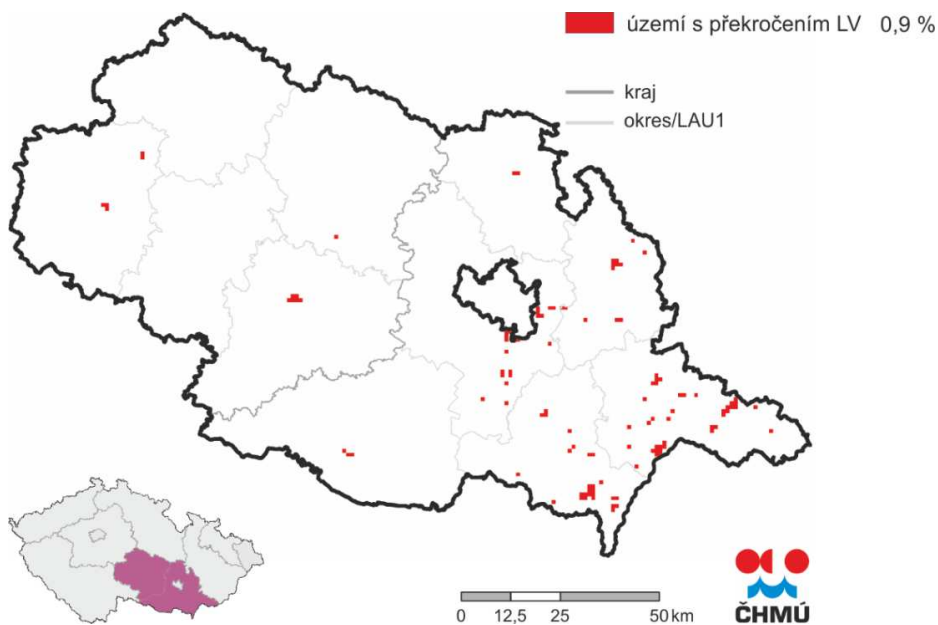 území s překročením LV 0,9 %
kraj
okres/LAU1
0 12,5 25 50 km
ČHMÚ